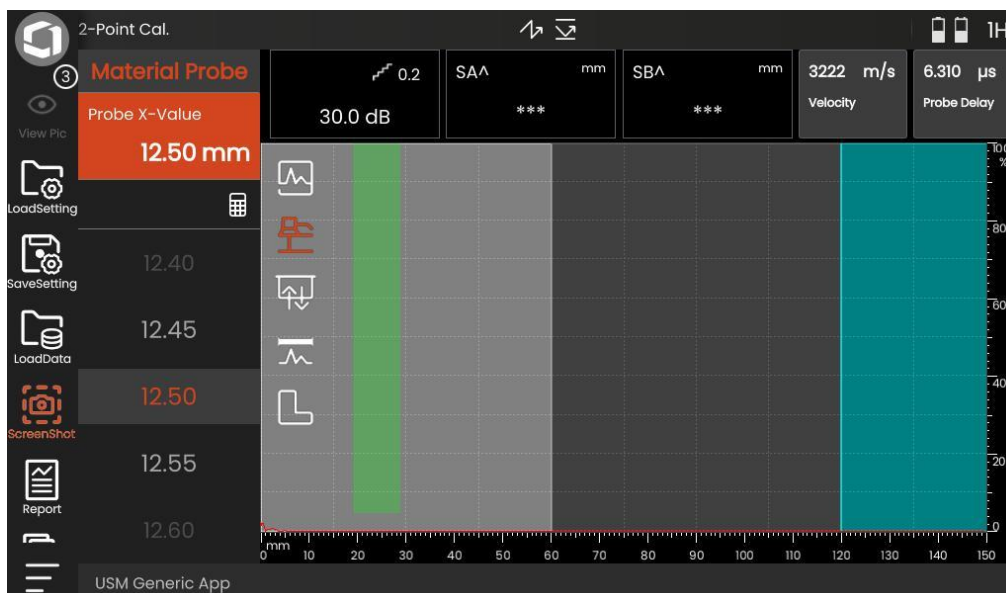 2-Point Cal.
1H
3
View Pic
LoadSetting
SaveSetting
LoadData
ScreenShot
Report
Material Probe
Probe X-Value
12.50 mm
12.40
12.45
12.50
12.55
12.60
0.2
30.0 dB
SA^ mm
***
SB^ mm
***
3222 m/s
Velocity
6.310 µs
Probe Delay
100
%
80
60
40
20
0
mm
0 10 20 30 40 50 60 70 80 90 100 110 120 130 140 150
USM Generic App